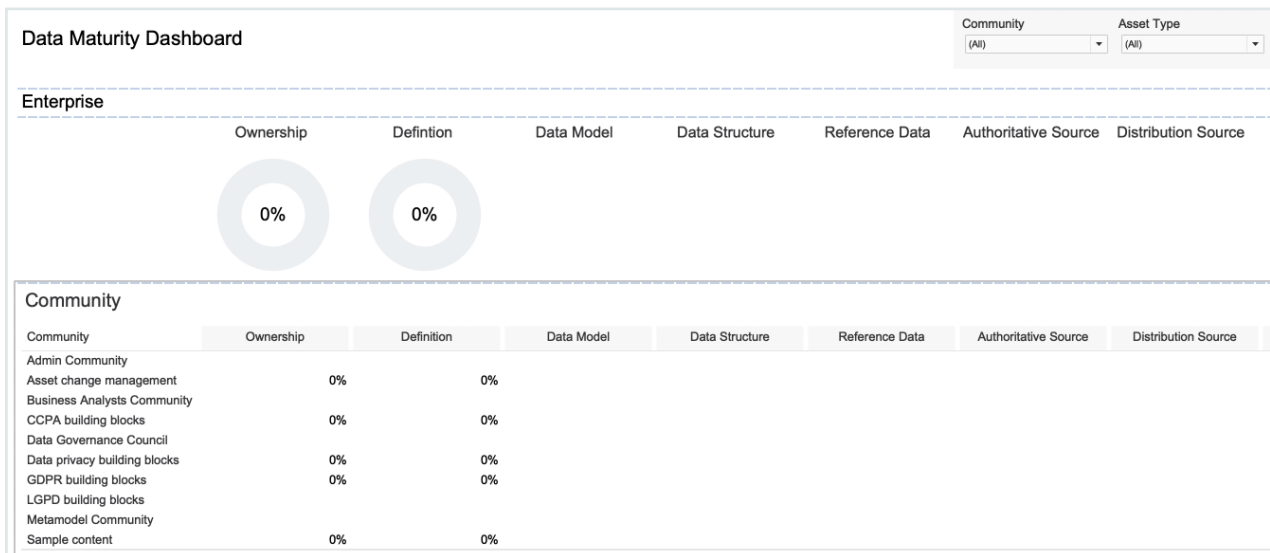 Data Maturity Dashboard
Community Asset Type
(All) (All)
Enterprise
Ownership Defintion Data Model Data Structure Reference Data Authoritative Source Distribution Source
0% 0%
Community
Community Ownership Definition Data Model Data Structure Reference Data Authoritative Source Distribution Source
Admin Community
Asset change management 0% 0%
Business Analysts Community
CCPA building blocks 0% 0%
Data Governance Council
Data privacy building blocks 0% 0%
GDPR building blocks 0% 0%
LGPD building blocks
Metamodel Community
Sample content 0% 0%